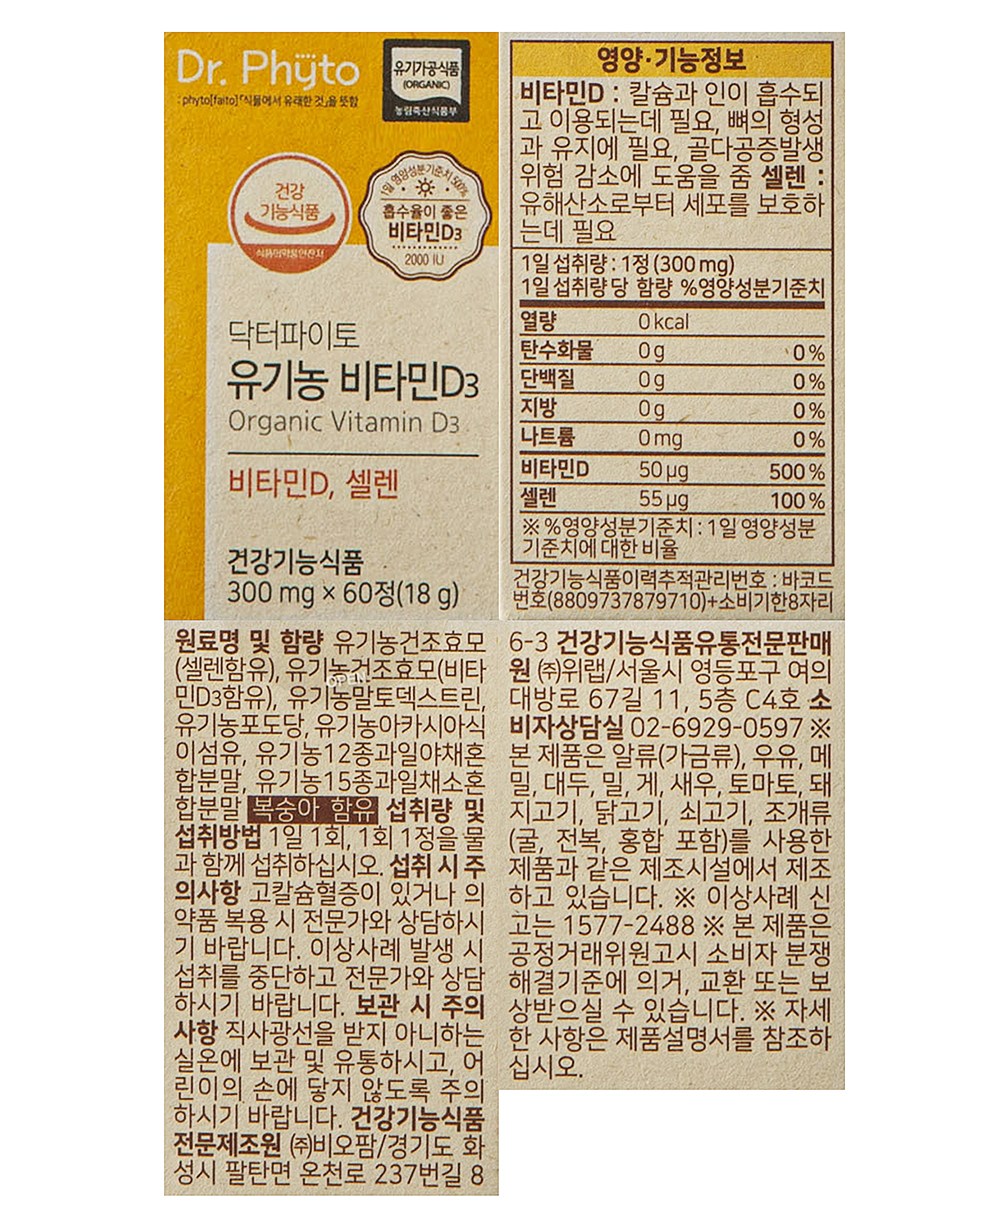 Dr. Phyto
: phyto[faito]「식물에서 유래한 것」을 뜻함
유기가공식품
(ORGANIC)
농림축산식품부
건강
기능식품
식품의약품안전처
1일 영양성분기준치 500%
흡수율이 좋은
비타민D3
2000 IU
닥터파이토
유기농 비타민D3
Organic Vitamin D3
비타민D, 셀렌
건강기능식품
300 mg × 60정(18 g)
영양·기능정보
비타민D : 칼슘과 인이 흡수되
고 이용되는데 필요, 뼈의 형성
과 유지에 필요, 골다공증발생
위험 감소에 도움을 줌 셀렌 :
유해산소로부터 세포를 보호하
는데 필요
1일 섭취량 : 1정 (300 mg)
1일 섭취량당 함량 %영양성분기준치
열량 0 kcal
탄수화물 0 g 0 %
단백질 0 g 0 %
지방 0 g 0 %
나트륨 0 mg 0 %
비타민D 50 µg 500 %
셀렌 55 µg 100 %
※ %영양성분기준치 : 1일 영양성분
기준치에 대한 비율
건강기능식품이력추적관리번호 : 바코드
번호(8809737879710)+소비기한8자리
원료명 및 함량 유기농건조효모
(셀렌함유), 유기농건조효모(비타
OPEN
민D3함유), 유기농말토덱스트린,
유기농포도당, 유기농아카시아식
이섬유, 유기농12종과일야채혼
합분말, 유기농15종과일채소혼
합분말 복숭아 함유 섭취량 및
섭취방법 1일 1회, 1회 1정을 물
과 함께 섭취하십시오. 섭취 시 주
의사항 고칼슘혈증이 있거나 의
약품 복용 시 전문가와 상담하시
기 바랍니다. 이상사례 발생 시
섭취를 중단하고 전문가와 상담
하시기 바랍니다. 보관 시 주의
사항 직사광선을 받지 아니하는
실온에 보관 및 유통하시고, 어
린이의 손에 닿지 않도록 주의
하시기 바랍니다. 건강기능식품
전문제조원 ㈜비오팜/경기도 화
성시 팔탄면 온천로 237번길 8
6-3 건강기능식품유통전문판매
원 ㈜위랩/서울시 영등포구 여의
대방로 67길 11, 5층 C4호 소
비자상담실 02-6929-0597 ※
본 제품은 알류(가금류), 우유, 메
밀, 대두, 밀, 게, 새우, 토마토, 돼
지고기, 닭고기, 쇠고기, 조개류
(굴, 전복, 홍합 포함)를 사용한
제품과 같은 제조시설에서 제조
하고 있습니다. ※ 이상사례 신
고는 1577-2488 ※ 본 제품은
공정거래위원고시 소비자 분쟁
해결기준에 의거, 교환 또는 보
상받으실 수 있습니다. ※ 자세
한 사항은 제품설명서를 참조하
십시오.